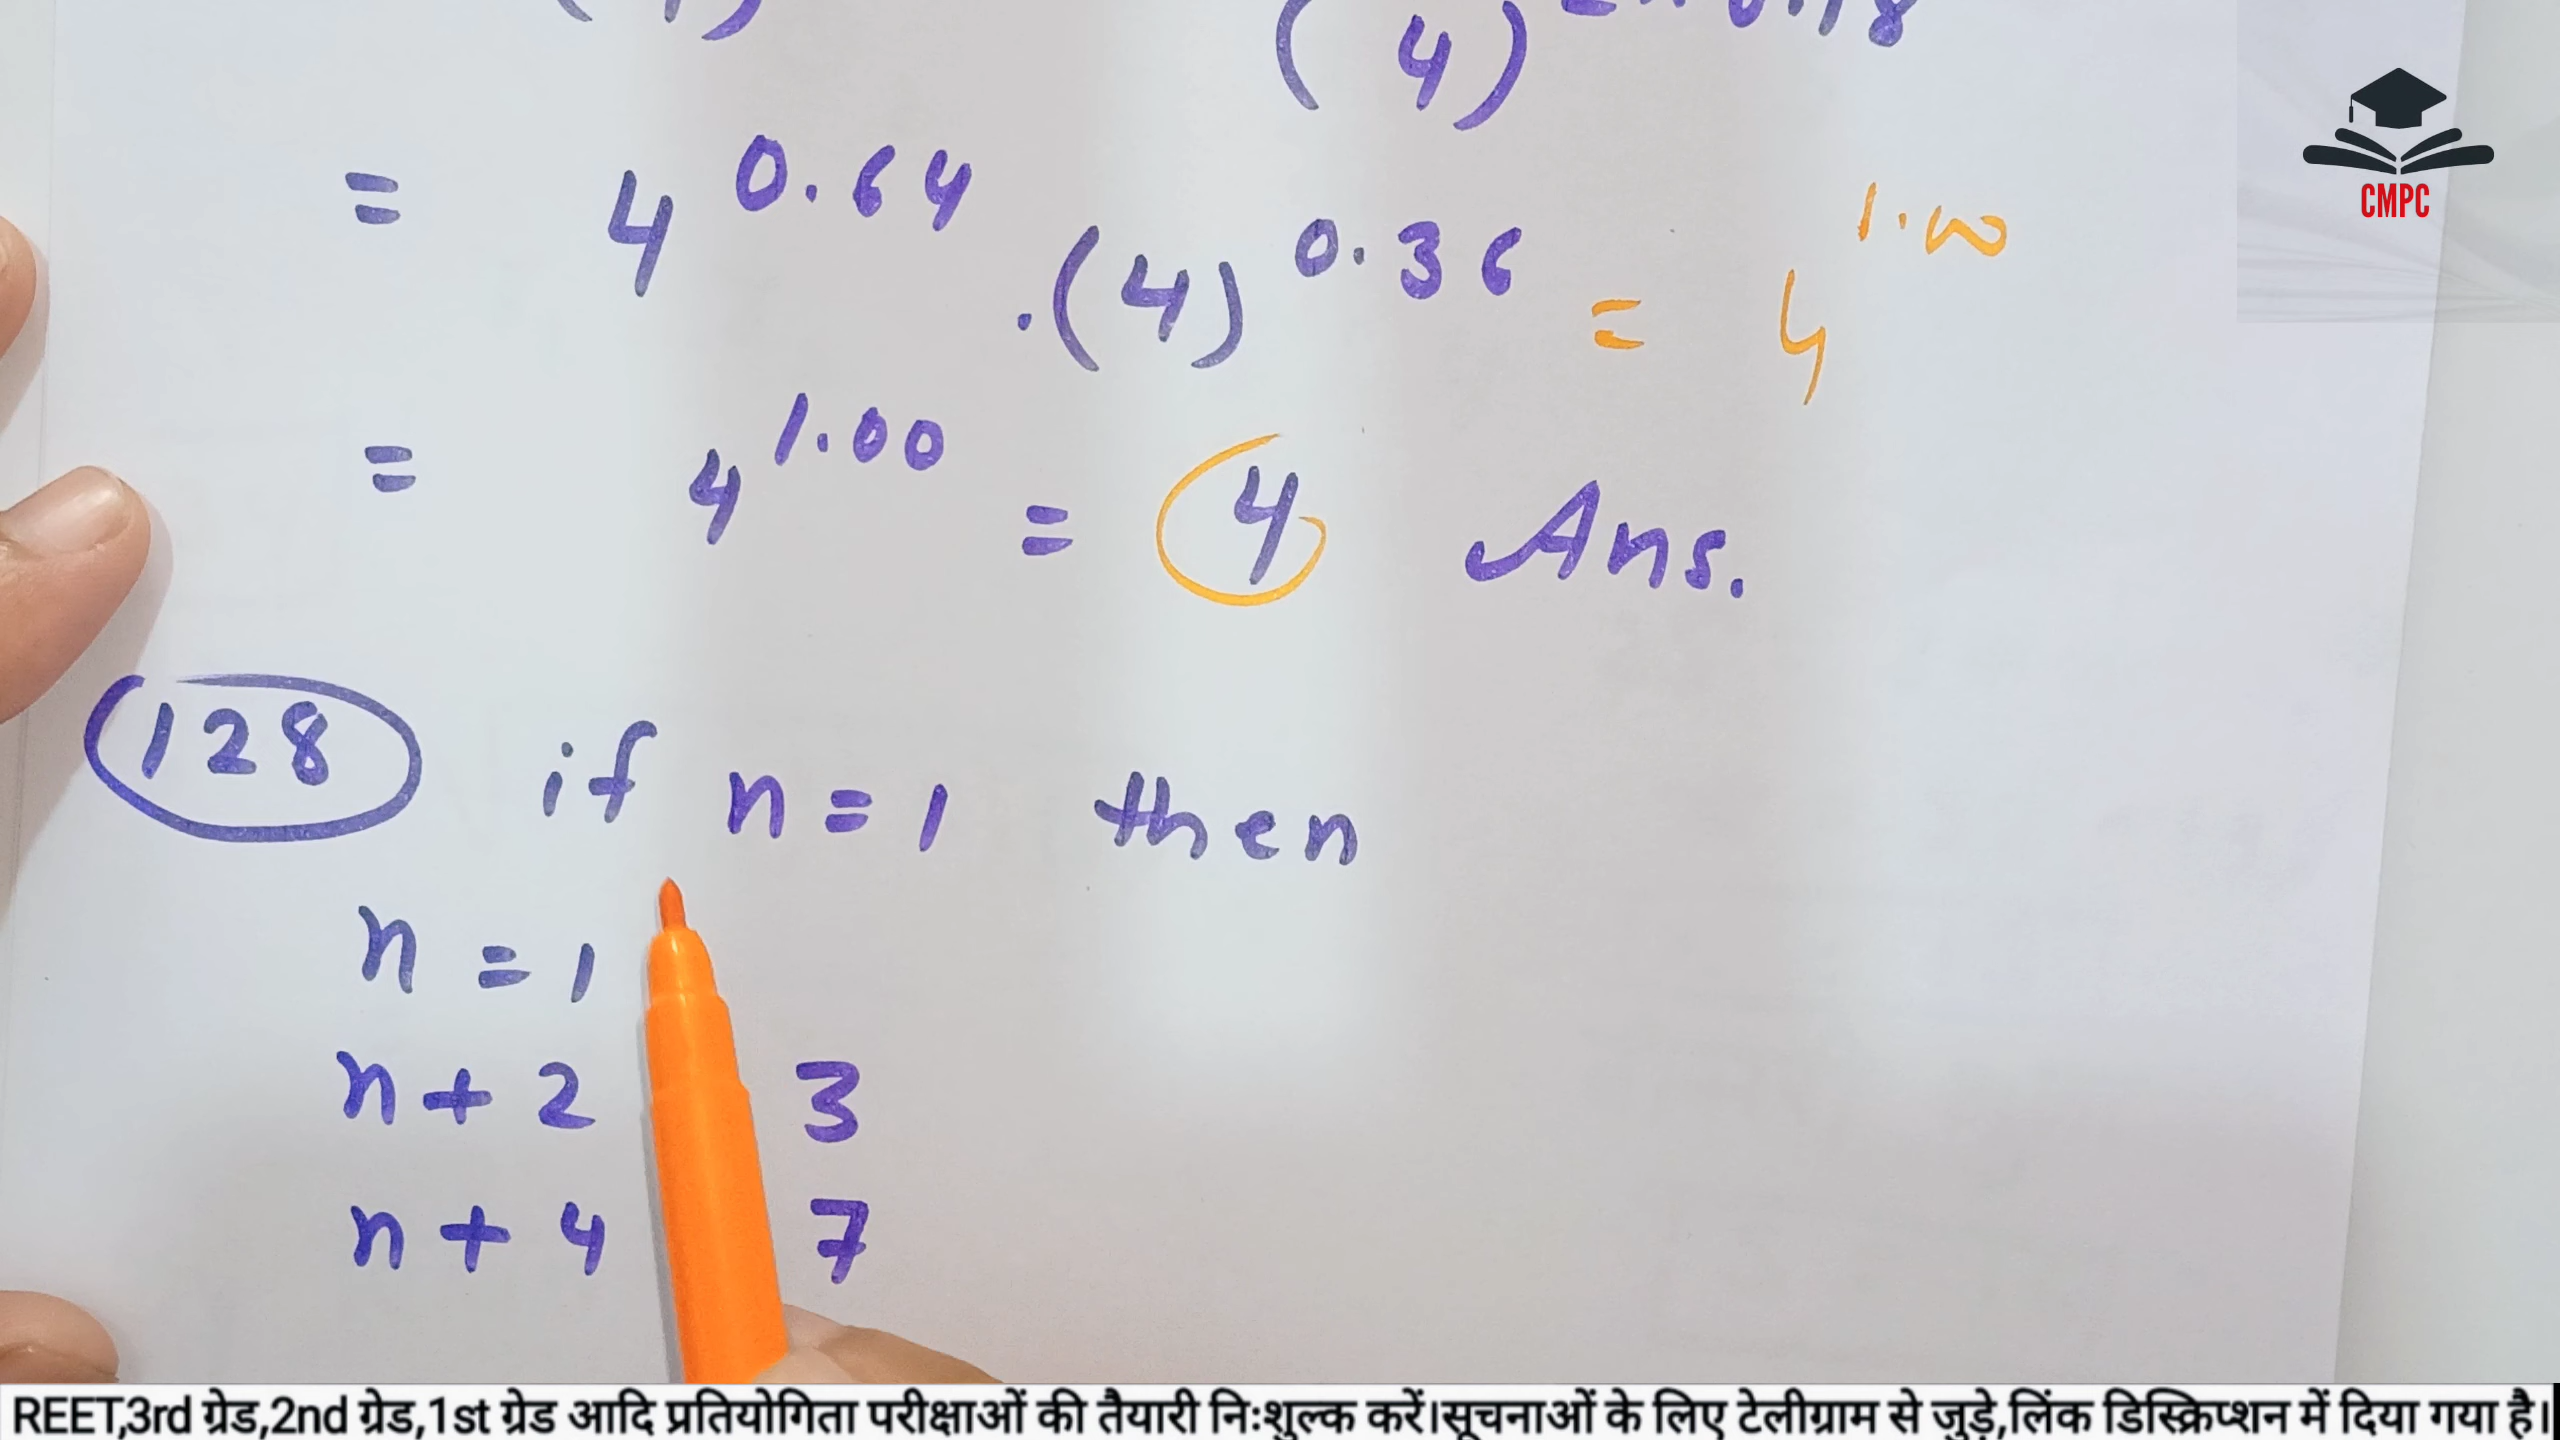 (4)
CMPC
= 4^0.64 .(4)^0.36 = 4^1.00
= 4^1.00 = 4 Ans.
128 if n = 1 then
n = 1
n + 2 3
n + 4 7
REET,3rd ग्रेड,2nd ग्रेड,1st ग्रेड आदि प्रतियोगिता परीक्षाओं की तैयारी निःशुल्क करें।सूचनाओं के लिए टेलीग्राम से जुड़े,लिंक डिस्क्रिप्शन में दिया गया है।